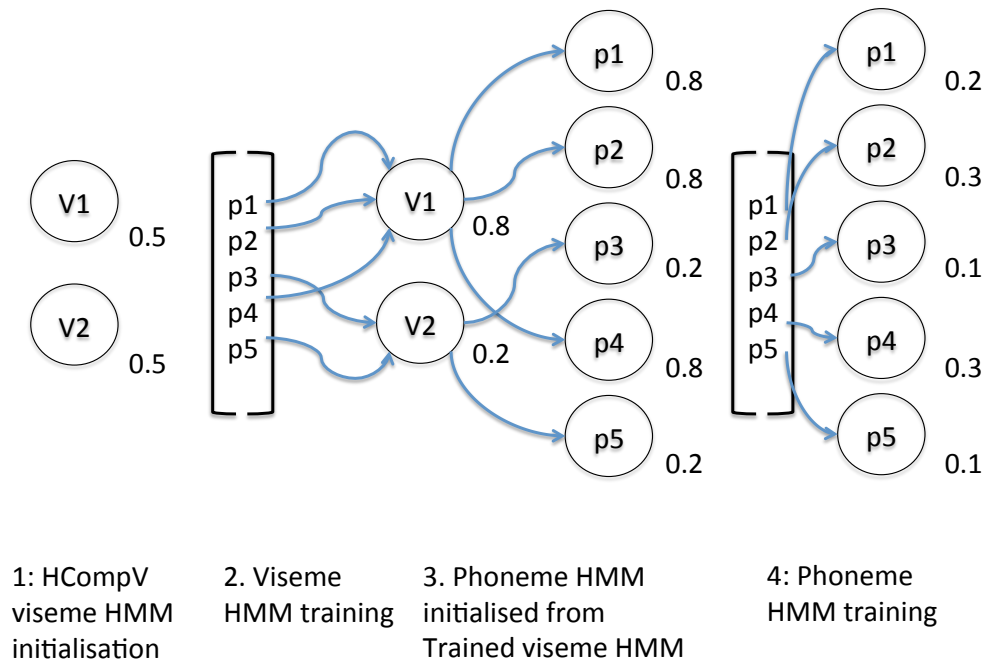 V1
0.5
V2
0.5
p1
p2
p3
p4
p5
V1
0.8
V2
0.2
p1
0.8
p2
0.8
p3
0.2
p4
0.8
p5
0.2
p1
p2
p3
p4
p5
p1
0.2
p2
0.3
p3
0.1
p4
0.3
p5
0.1
1: HCompV
viseme HMM
initialisation
2. Viseme
HMM training
3. Phoneme HMM
initialised from
Trained viseme HMM
4: Phoneme
HMM training